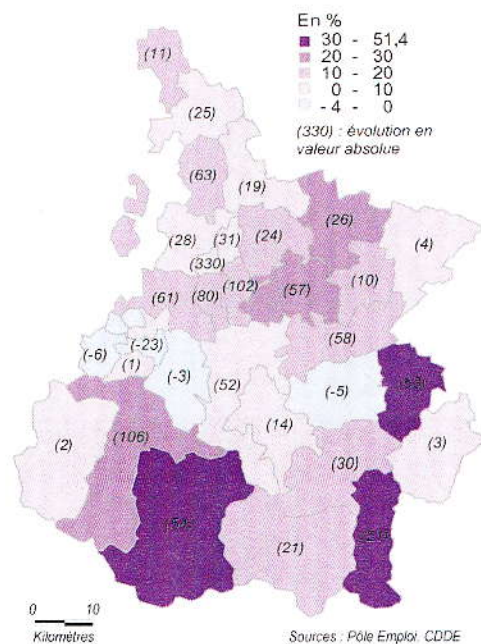 En %
30 - 51,4
20 - 30
10 - 20
0 - 10
-4 - 0
(330) : évolution en
valeur absolue
(11)
(25)
(63)
(19)
(26)
(28)
(31)
(24)
(4)
(330)
(61)
(80)
(102)
(57)
(10)
(-6)
(-23)
(58)
(1)
(-3)
(52)
(-5)
(14)
(2)
(106)
(3)
(30)
(21)
0 10
Kilomètres
Sources : Pôle Emploi, CDDE